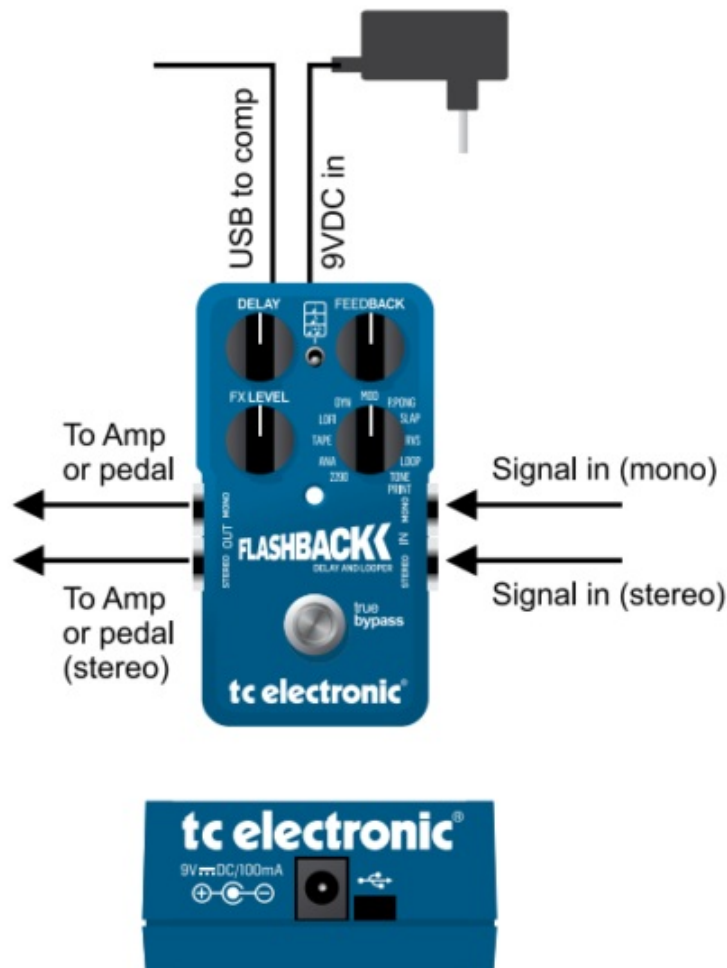 USB to comp
9VDC in
DELAY
FEEDBACK
FX LEVEL
MOD
DYN
P.PONG
LOFI
SLAP
TAPE
RVS
ANA
LOOP
2290
TONE
PRINT
To Amp
or pedal
Signal in (mono)
MONO
OUT
STEREO
MONO
IN
STEREO
FLASHBACK
DELAY AND LOOPER
To Amp
or pedal
(stereo)
Signal in (stereo)
true
bypass
tc electronic®
tc electronic®
9V DC/100mA